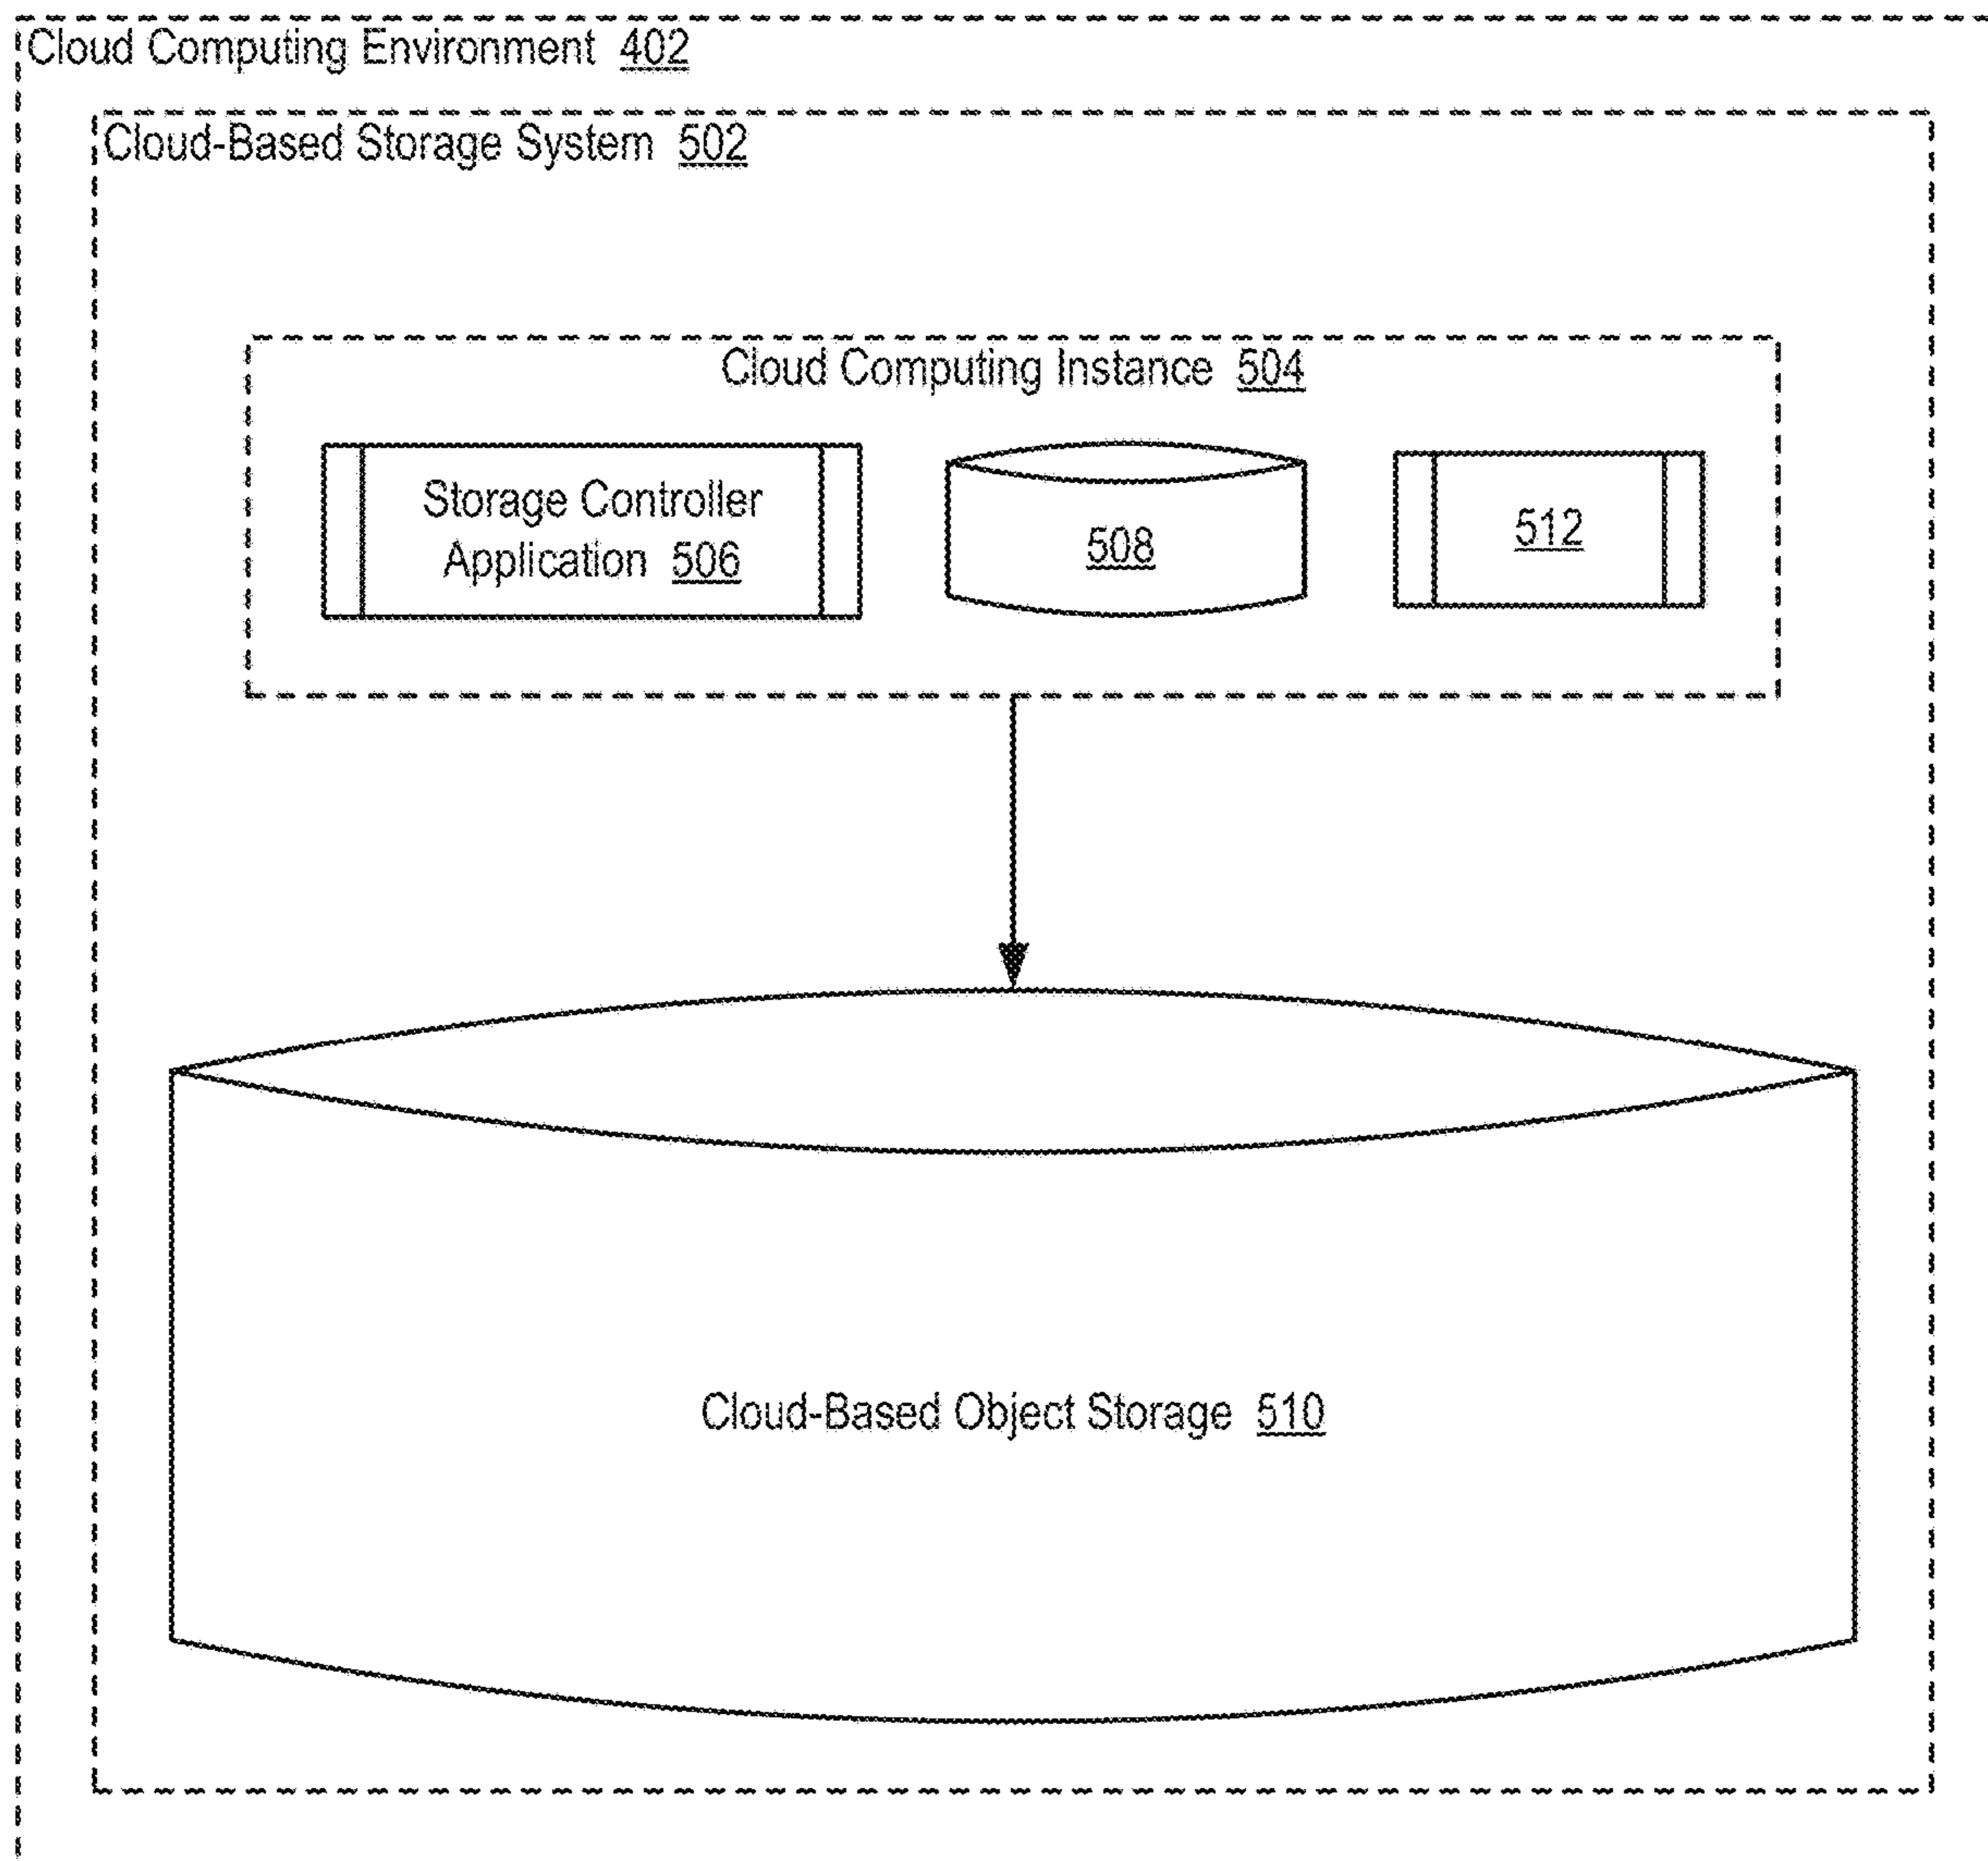 Cloud Computing Environment 402
Cloud-Based Storage System 502
Cloud Computing Instance 504
Storage Controller
Application 506
508
512
Cloud-Based Object Storage 510